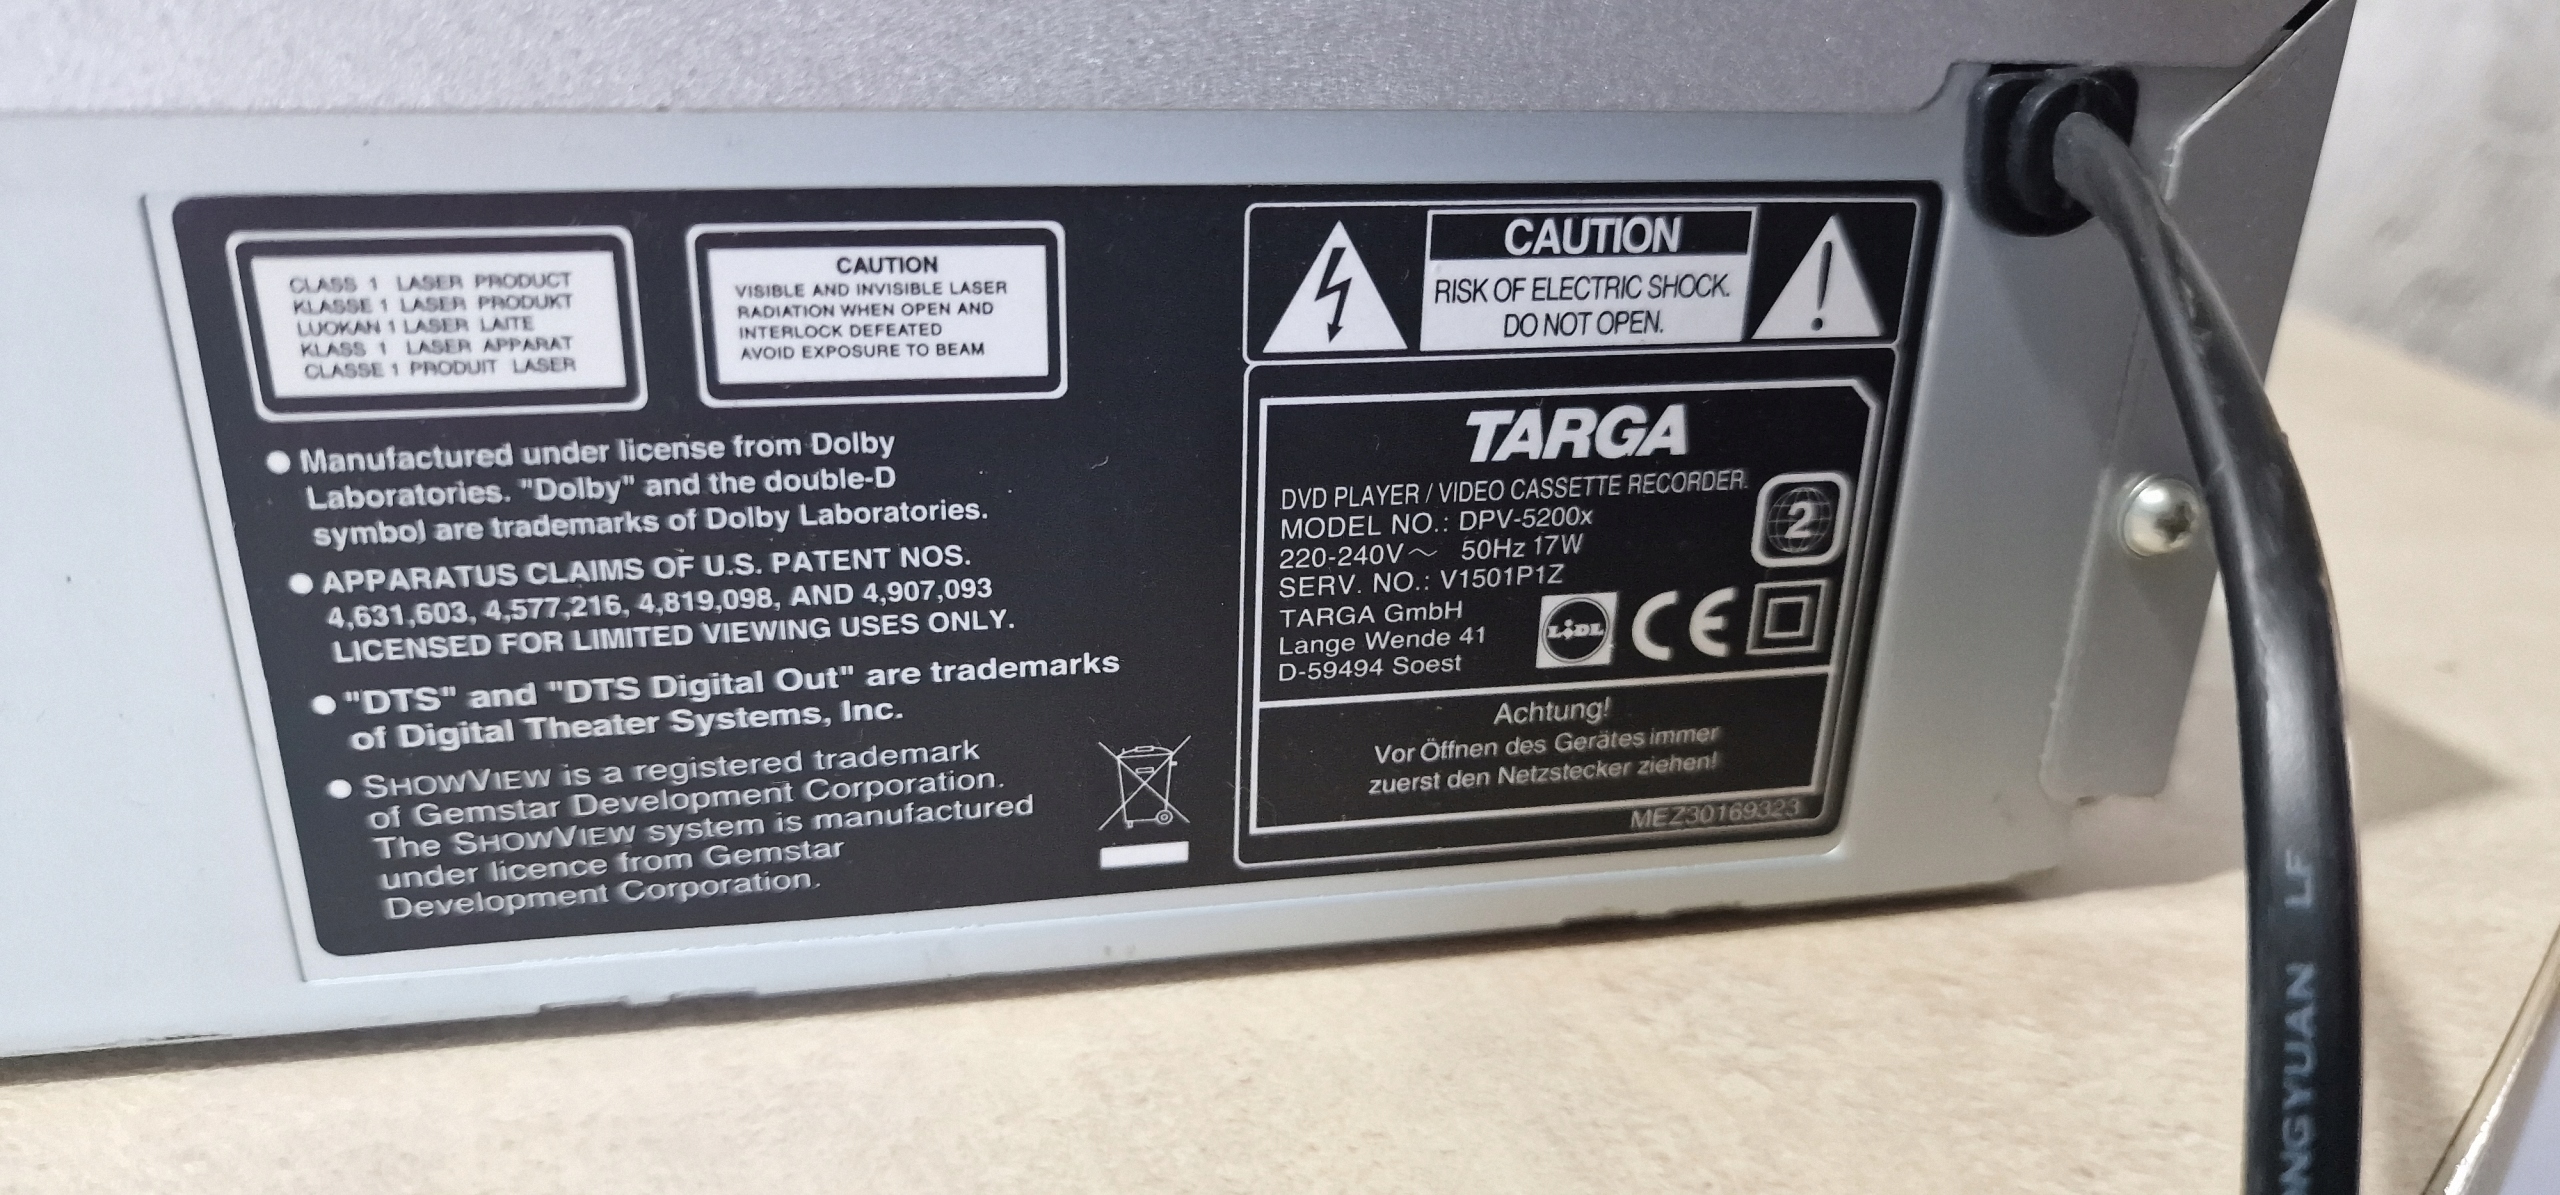 CLASS 1 LASER PRODUCT
KLASSE 1 LASER PRODUKT
LUOKAN 1 LASER LAITE
KLASS 1 LASER APPARAT
CLASSE 1 PRODUIT LASER
CAUTION
VISIBLE AND INVISIBLE LASER
RADIATION WHEN OPEN AND
INTERLOCK DEFEATED
AVOID EXPOSURE TO BEAM
Manufactured under license from Dolby
Laboratories. "Dolby" and the double-D
symbol are trademarks of Dolby Laboratories.
APPARATUS CLAIMS OF U.S. PATENT NOS.
4,631,603, 4,577,216, 4,819,098, AND 4,907,093
LICENSED FOR LIMITED VIEWING USES ONLY.
"DTS" and "DTS Digital Out" are trademarks
of Digital Theater Systems, Inc.
SHOWVIEW is a registered trademark
of Gemstar Development Corporation.
The SHOWVIEW system is manufactured
under licence from Gemstar
Development Corporation.
CAUTION
RISK OF ELECTRIC SHOCK.
DO NOT OPEN.
TARGA
DVD PLAYER / VIDEO CASSETTE RECORDER.
MODEL NO.: DPV-5200x
220-240V~ 50Hz 17W
SERV. NO.: V1501P1Z
2
TARGA GmbH
Lange Wende 41
D-59494 Soest
LIDL
CE
Achtung!
Vor Öffnen des Gerätes immer
zuerst den Netzstecker ziehen!
MEZ30169323
NGYUAN LF